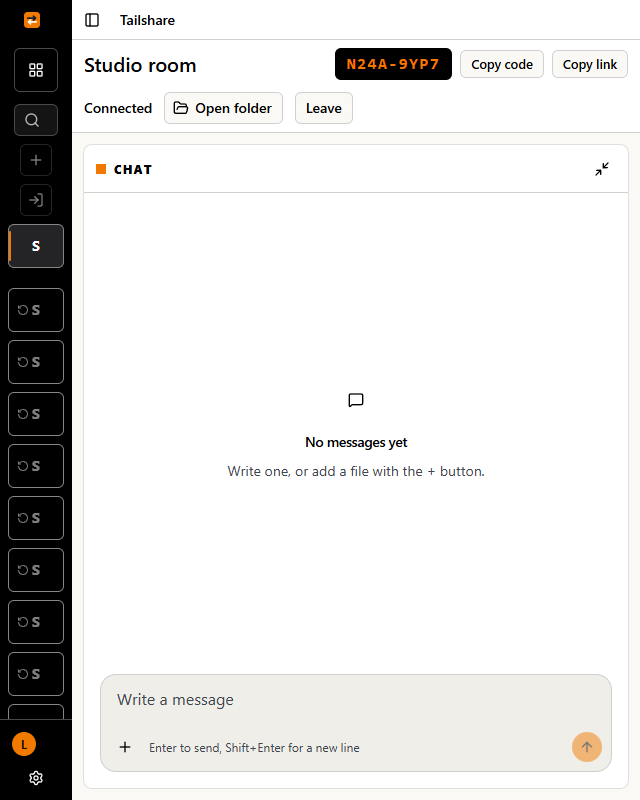 Tailshare
Studio room
N24A-9YP7
Copy code
Copy link
Connected
Open folder
Leave
S
S
S
S
S
S
S
S
S
L
CHAT
No messages yet
Write one, or add a file with the + button.
Write a message
Enter to send, Shift+Enter for a new line